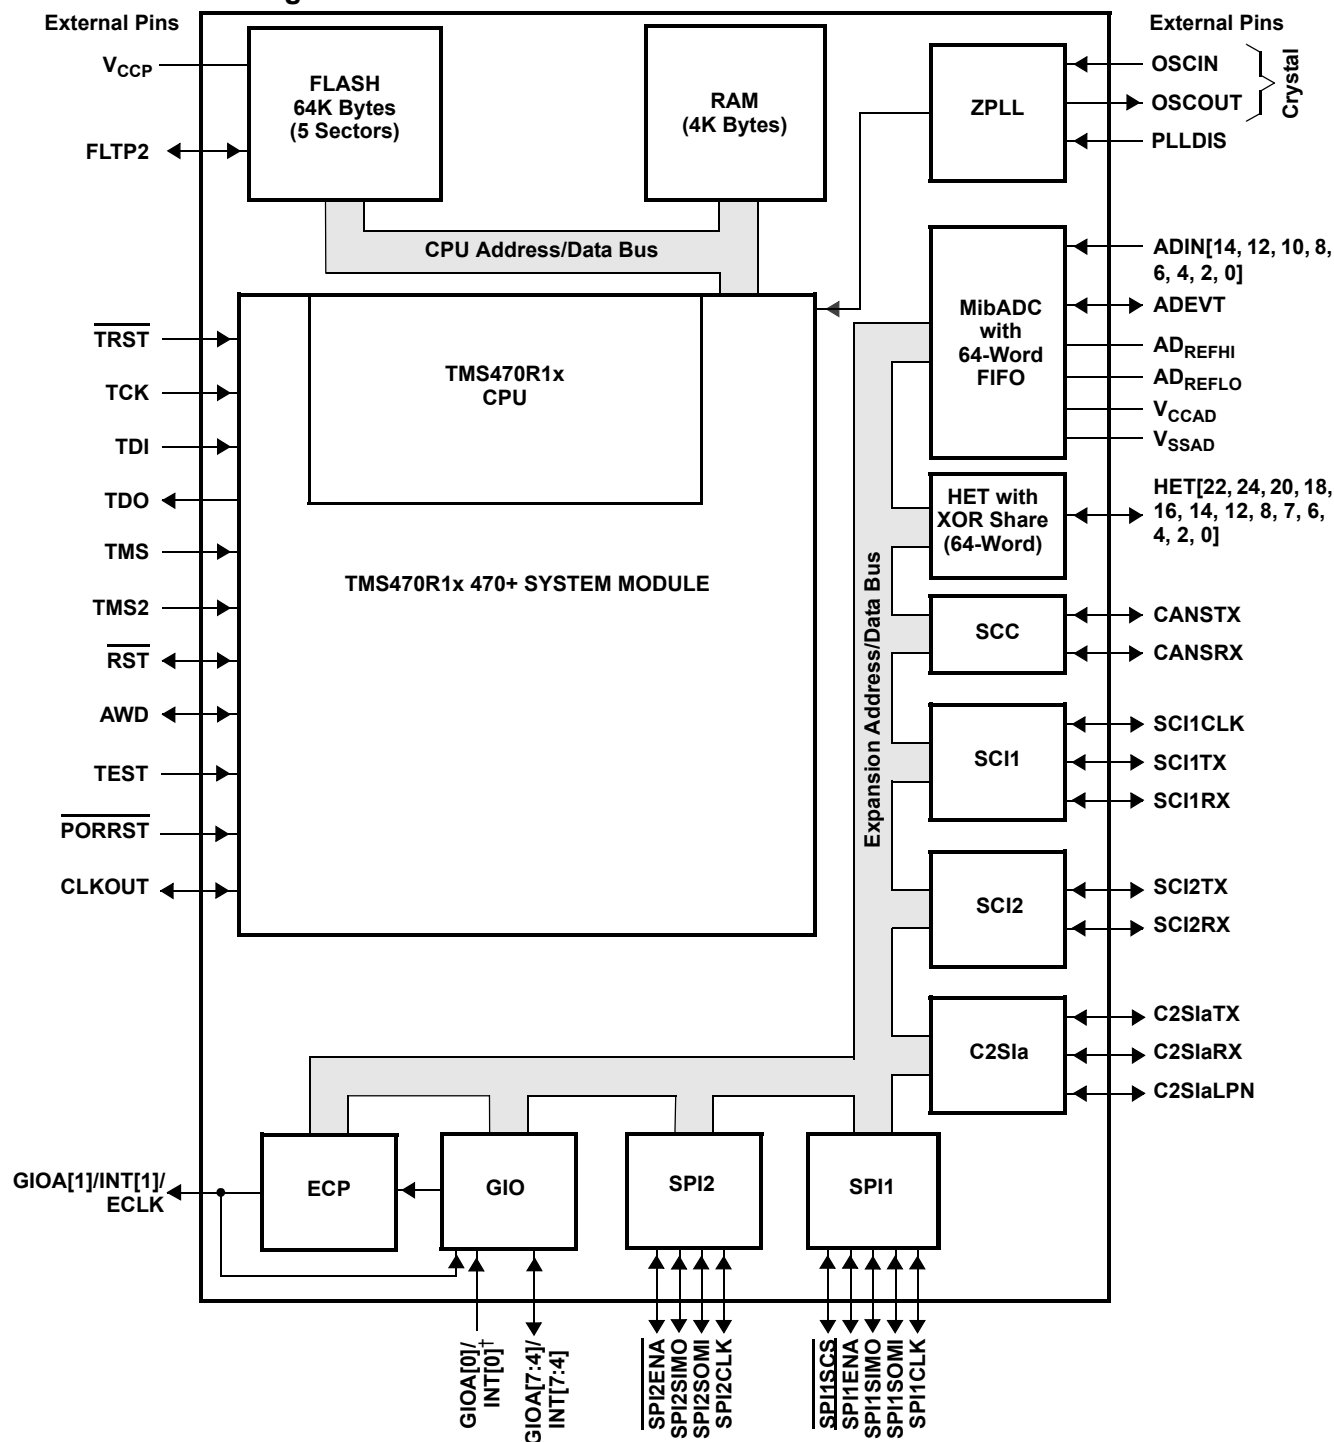 External Pins
V_CCP
FLTP2
TRST
TCK
TDI
TDO
TMS
TMS2
RST
AWD
TEST
PORRST
CLKOUT
GIOA[1]/INT[1]/
ECLK
FLASH
64K Bytes
(5 Sectors)
RAM
(4K Bytes)
CPU Address/Data Bus
TMS470R1x
CPU
TMS470R1x 470+ SYSTEM MODULE
Expansion Address/Data Bus
ZPLL
MibADC
with
64-Word
FIFO
HET with
XOR Share
(64-Word)
SCC
SCI1
SCI2
C2SIa
ECP
GIO
SPI2
SPI1
External Pins
OSCIN
OSCOUT
Crystal
PLLDIS
ADIN[14, 12, 10, 8,
6, 4, 2, 0]
ADEVT
AD_REFHI
AD_REFLO
V_CCAD
V_SSAD
HET[22, 24, 20, 18,
16, 14, 12, 8, 7, 6,
4, 2, 0]
CANSTX
CANSRX
SCI1CLK
SCI1TX
SCI1RX
SCI2TX
SCI2RX
C2SIaTX
C2SIaRX
C2SIaLPN
GIOA[0]/
INT[0]†
GIOA[7:4]/
INT[7:4]
SPI2ENA
SPI2SIMO
SPI2SOMI
SPI2CLK
SPI1SCS
SPI1ENA
SPI1SIMO
SPI1SOMI
SPI1CLK